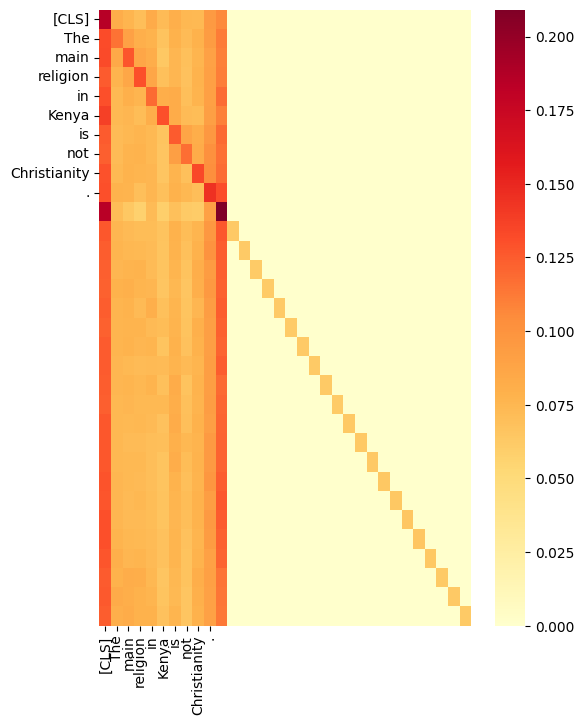 [CLS]
The
main
religion
in
Kenya
is
not
Christianity
.
0.200
0.175
0.150
0.125
0.100
0.075
0.050
0.025
0.000
[CLS]
The
main
religion
in
Kenya
is
not
Christianity
.